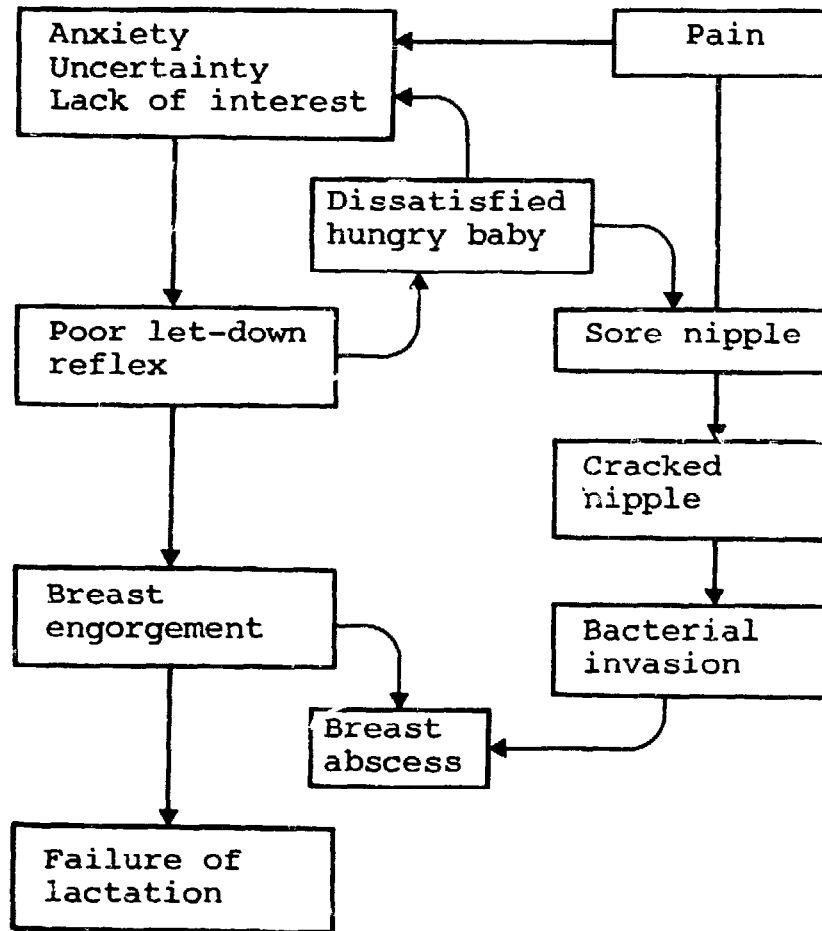 Anxiety
Uncertainty
Lack of interest
Pain
Dissatisfied
hungry baby
Poor let-down
reflex
Sore nipple
Cracked
nipple
Breast
engorgement
Bacterial
invasion
Breast
abscess
Failure of
lactation